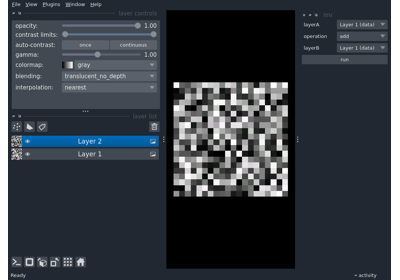 File View Plugins Window Help
layer controls
opacity: 1.00
contrast limits:
auto-contrast: once continuous
gamma: 1.00
colormap: gray
blending: translucent_no_depth
interpolation: nearest
layer list
Layer 2
Layer 1
layerA Layer 1 (data)
operation add
layerB Layer 1 (data)
run
Ready
activity